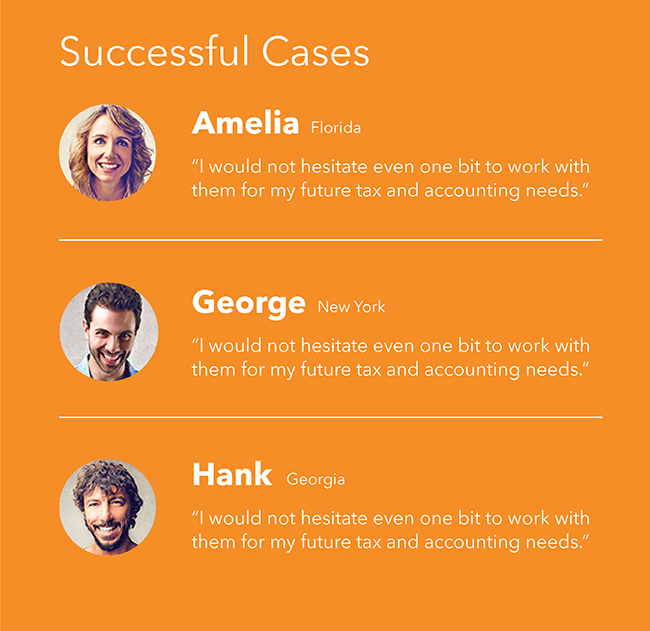 Successful Cases
Amelia Florida
“I would not hesitate even one bit to work with
them for my future tax and accounting needs.”
George New York
“I would not hesitate even one bit to work with
them for my future tax and accounting needs.”
Hank Georgia
“I would not hesitate even one bit to work with
them for my future tax and accounting needs.”